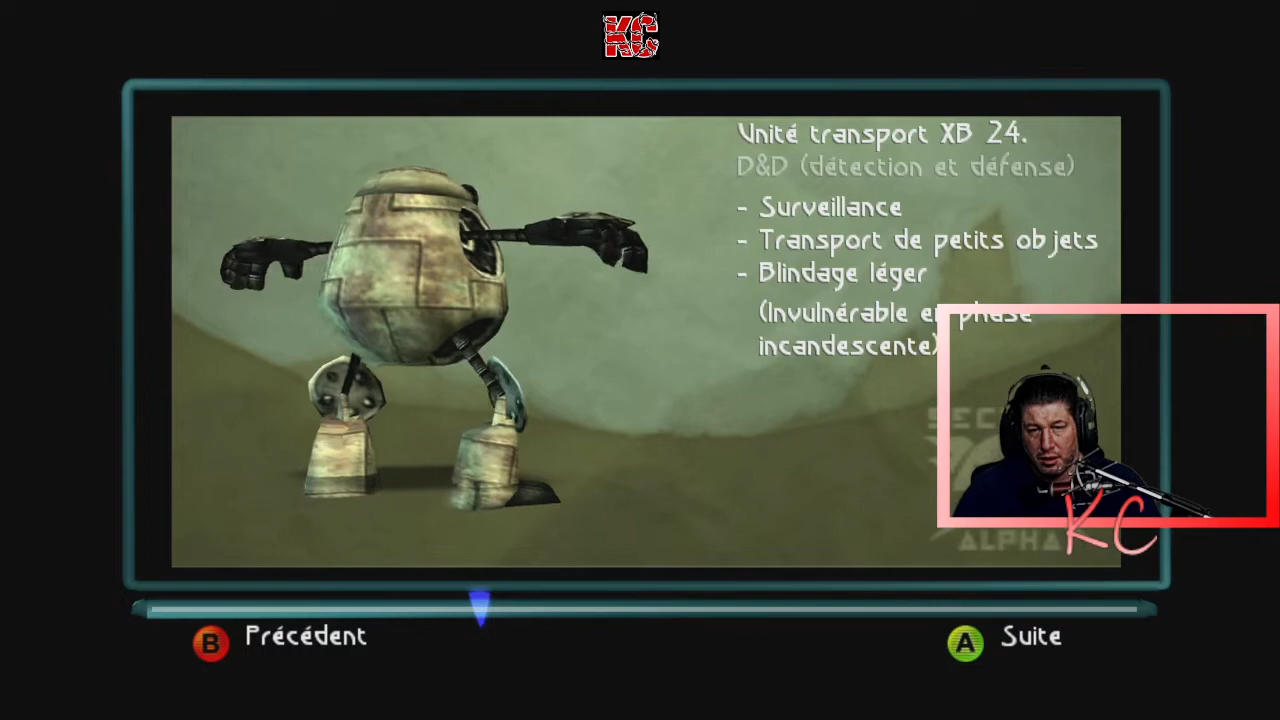 KC
Unité transport XB 24.
D&D (détection et défense)
- Surveillance
- Transport de petits objets
- Blindage léger
(Invulnérable en phase
incandescente)
ALPHA
KC
B Précédent
A Suite